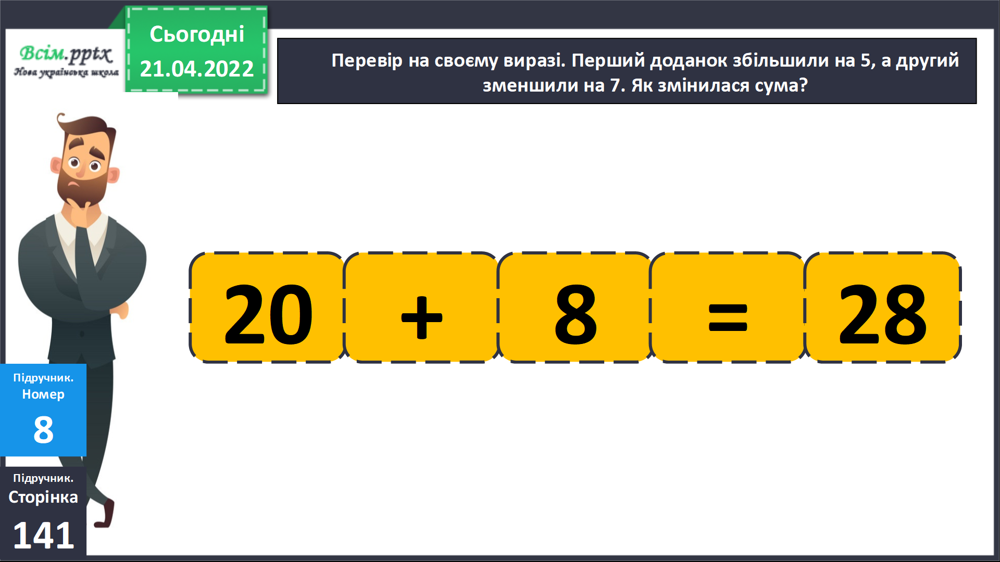 Всім.pptx
Нова українська школа
Сьогодні
21.04.2022
Перевір на своєму виразі. Перший доданок збільшили на 5, а другий
зменшили на 7. Як змінилася сума?
20 + 8 = 28
Підручник.
Номер
8
Підручник.
Сторінка
141